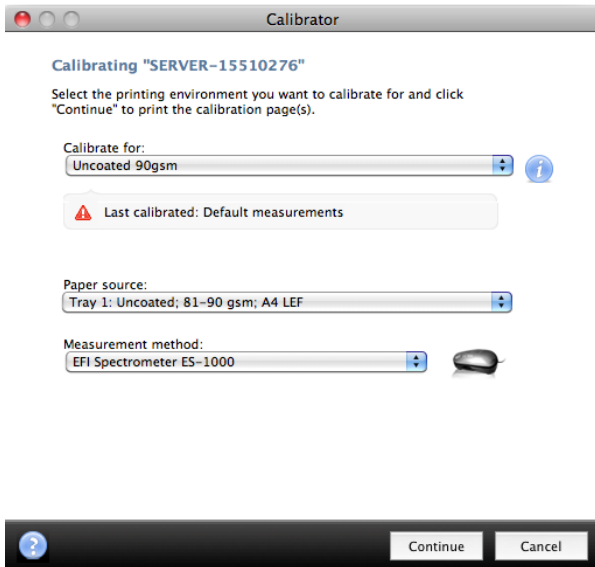 Calibrator
Calibrating "SERVER-15510276"
Select the printing environment you want to calibrate for and click
"Continue" to print the calibration page(s).
Calibrate for:
Uncoated 90gsm
i
Last calibrated: Default measurements
Paper source:
Tray 1: Uncoated; 81-90 gsm; A4 LEF
Measurement method:
EFI Spectrometer ES-1000
?
Continue
Cancel